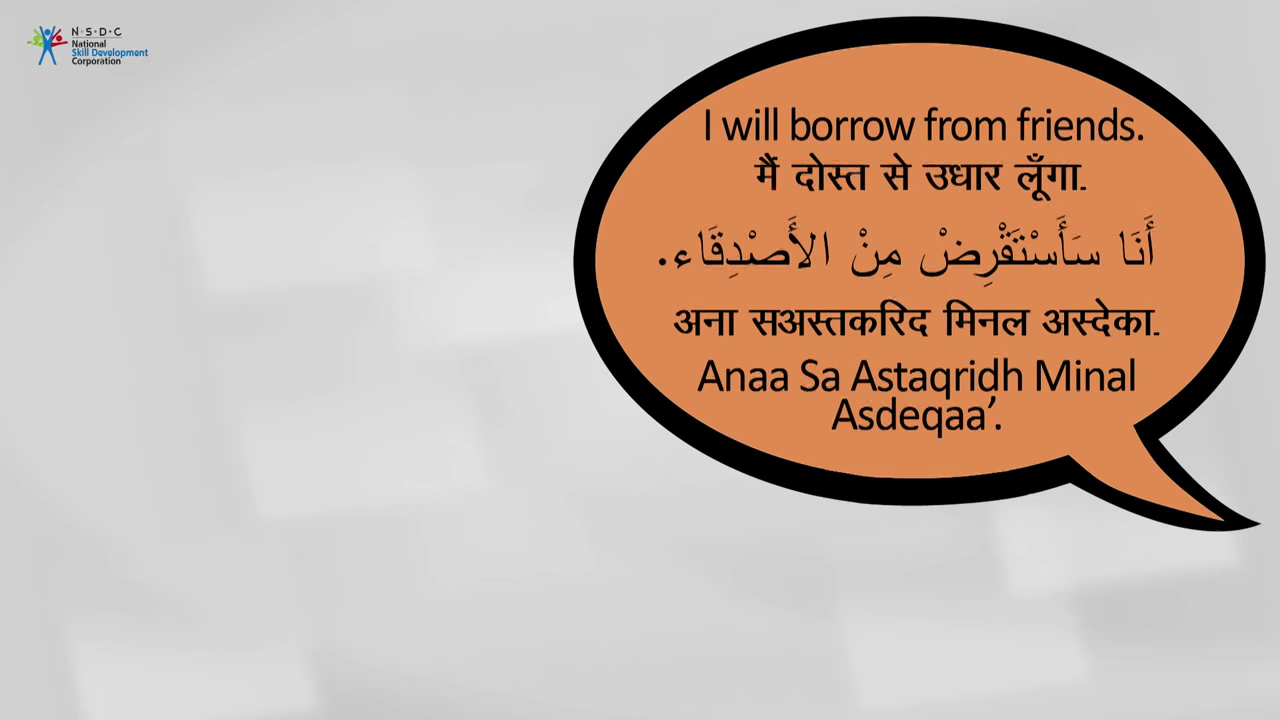 N·S·D·C
National
Skill Development
Corporation
I will borrow from friends.
मैं दोस्त से उधार लूँगा.
أَنَا سَأَسْتَقْرِضْ مِنْ الأَصْدِقَاء.
अना सअस्तकरिद मिनल अस्देका.
Anaa Sa Astaqridh Minal
Asdeqaa’.